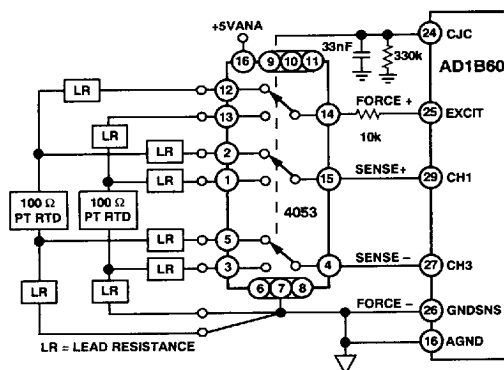 +5VANA
16 9 10 11
33nF
330k
24 CJC
AD1B60
LR 12
13
14 FORCE + 25 EXCIT
10k
LR
LR 2
LR 1
15 SENSE+ 29 CH1
100 Ω
PT RTD
100 Ω
PT RTD
4053
LR 5
LR 3
4 SENSE – 27 CH3
LR LR
6 7 8
FORCE – 26 GNDSNS
16 AGND
LR = LEAD RESISTANCE